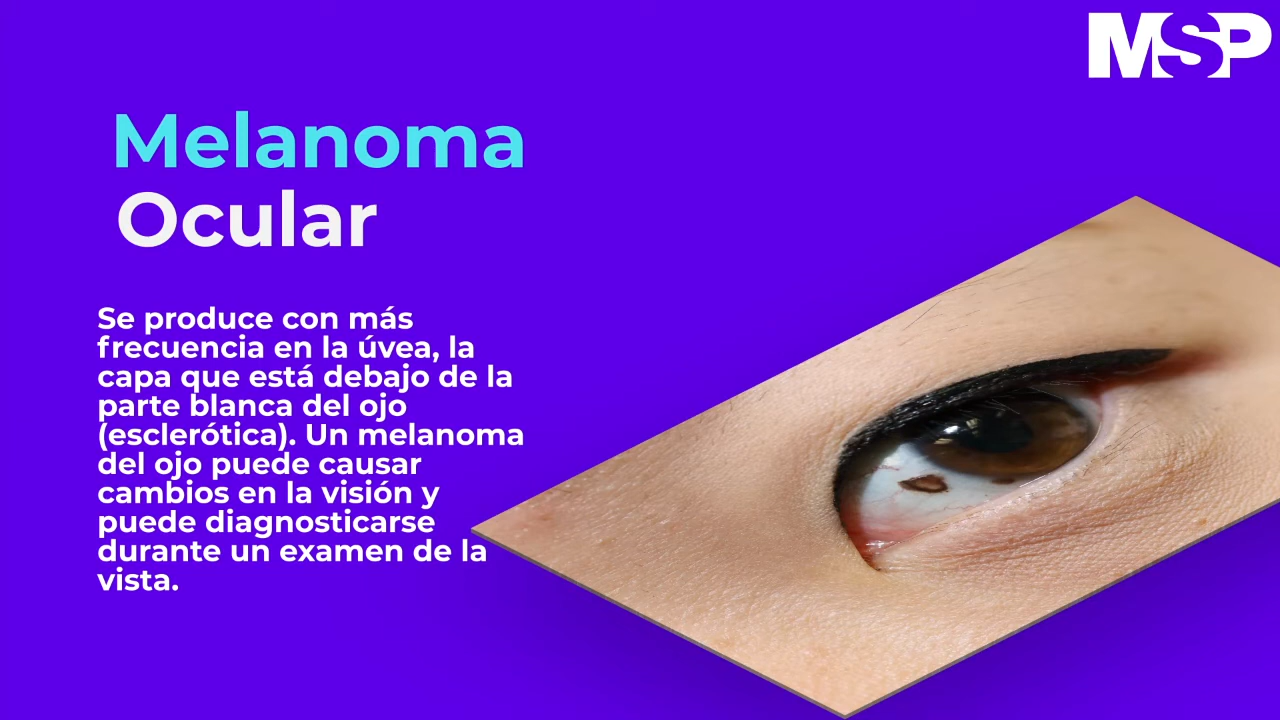 MSP
Melanoma
Ocular
Se produce con más
frecuencia en la úvea, la
capa que está debajo de la
parte blanca del ojo
(esclerótica). Un melanoma
del ojo puede causar
cambios en la visión y
puede diagnosticarse
durante un examen de la
vista.